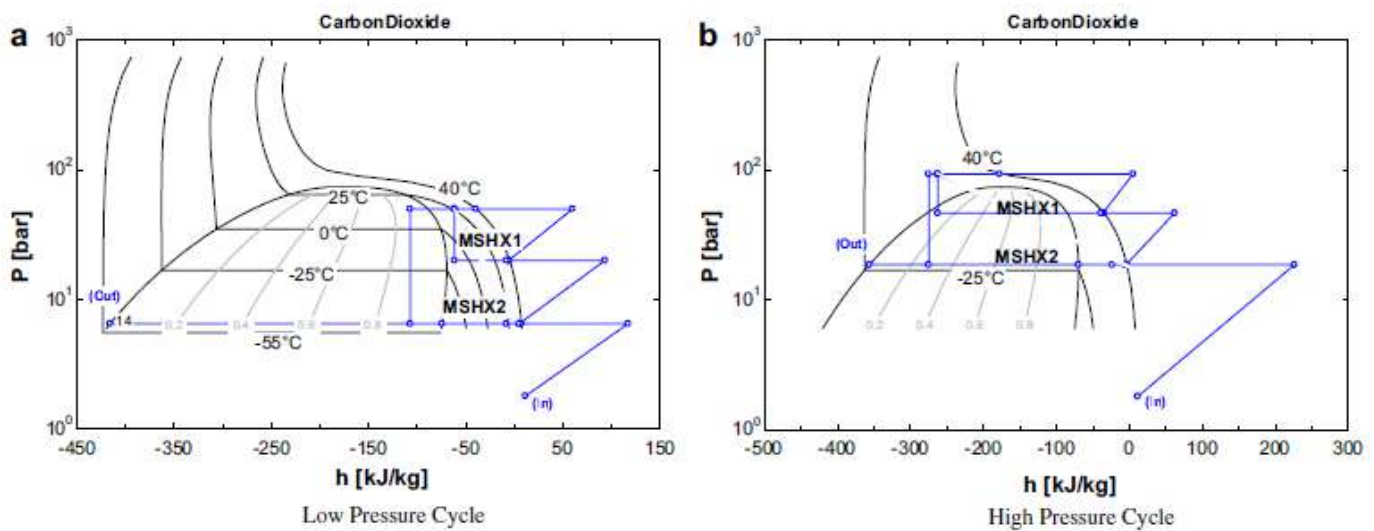 a
CarbonDioxide
10³
10²
10¹
10⁰
P [bar]
40°C
25°C
0°C
-25°C
-55°C
MSHX1
MSHX2
(Out)
14
0.2
0.4
0.6
0.8
(In)
-450
-350
-250
-150
-50
50
150
h [kJ/kg]
Low Pressure Cycle
b
CarbonDioxide
10³
10²
10¹
10⁰
P [bar]
40°C
MSHX1
(Out)
MSHX2
-25°C
0.2
0.4
0.6
0.8
(In)
-500
-400
-300
-200
-100
0
100
200
300
h [kJ/kg]
High Pressure Cycle